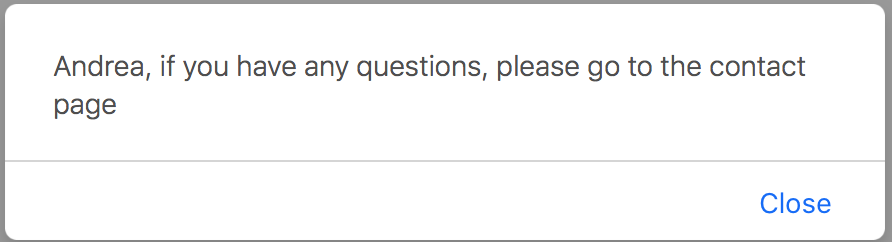 Andrea, if you have any questions, please go to the contact
page
Close